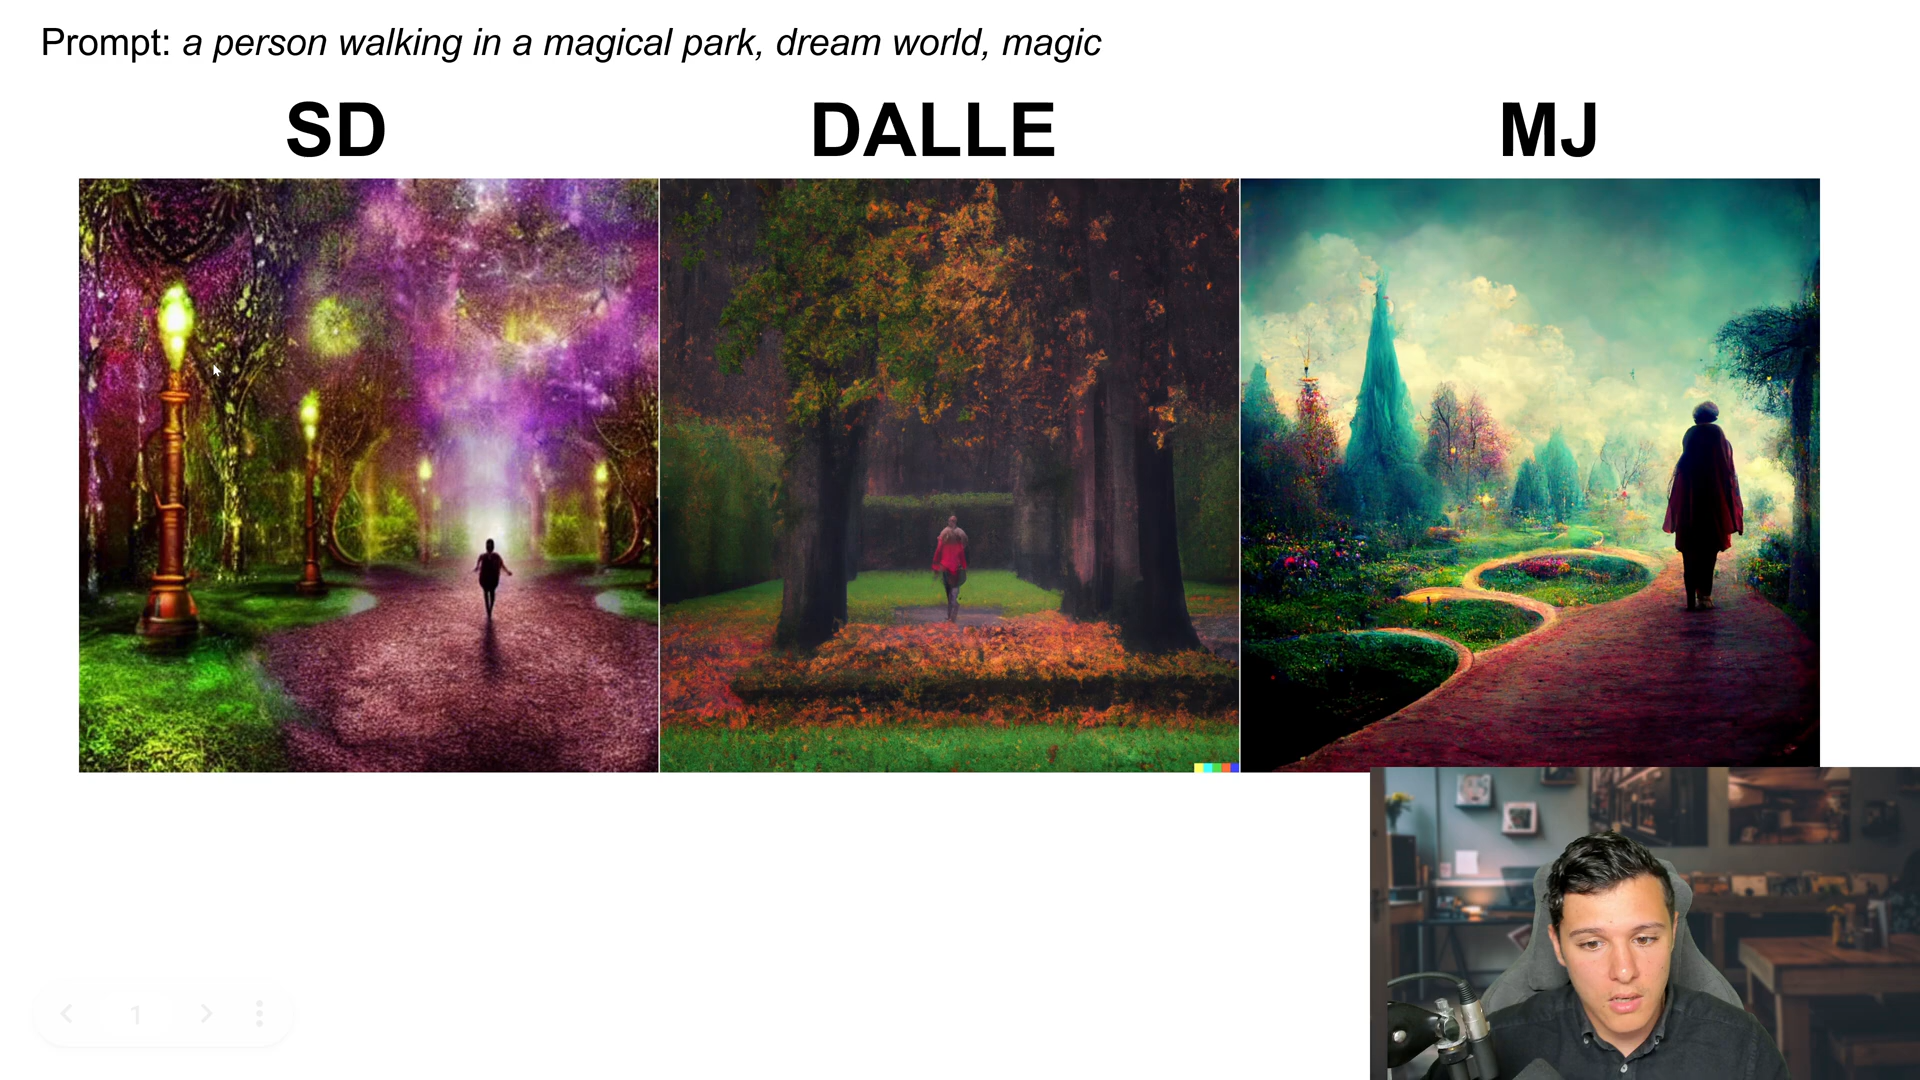 Prompt: a person walking in a magical park, dream world, magic
SD DALLE MJ
1